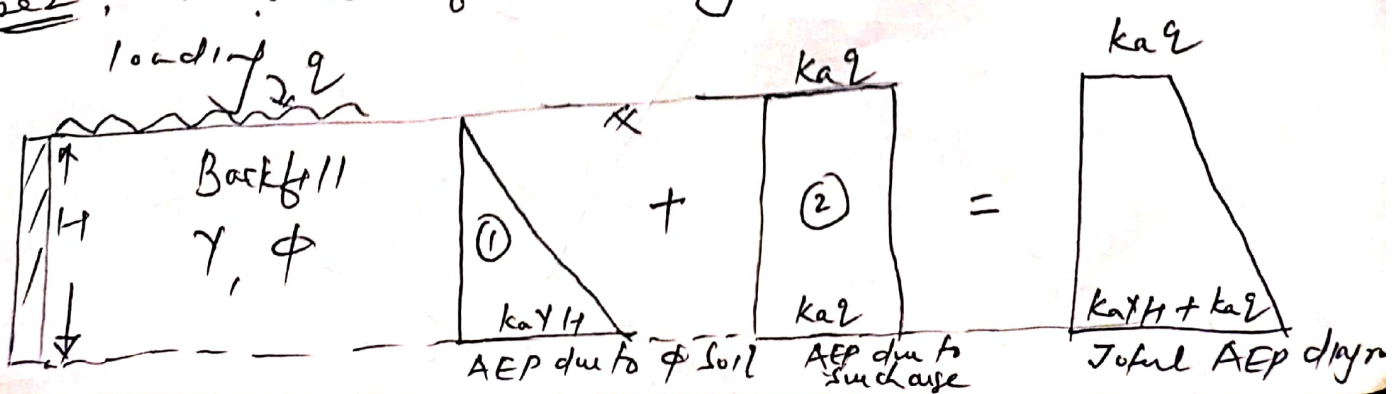 loading, q
Backfill
γ, φ
H
①
kaγH
AEP due to φ soil
+
kaq
②
kaq
AEP due to
Surcharge
=
kaq
kaγH + kaq
Total AEP diagr